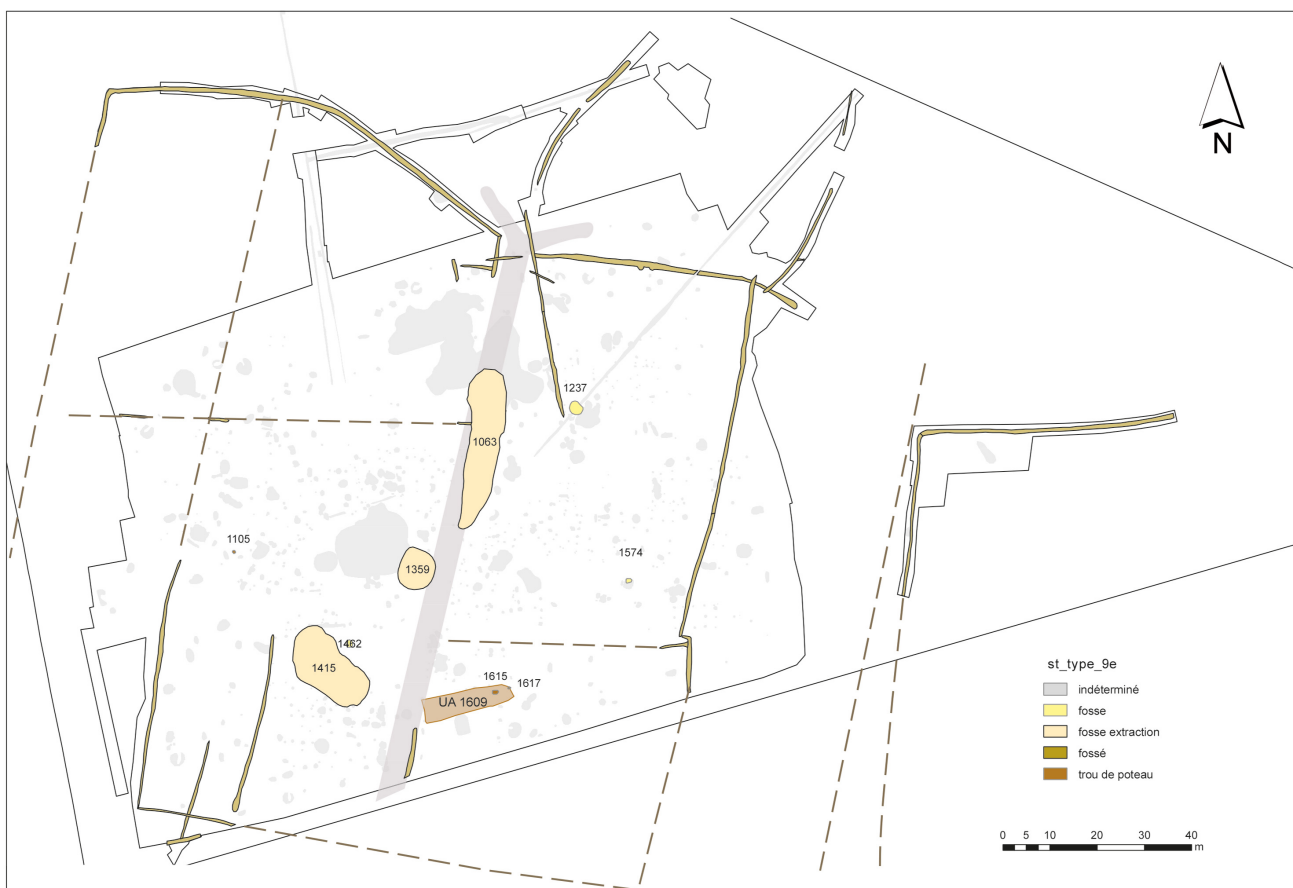 N
1237
1063
1105
1574
1359
1462
1415
1615
1617
UA 1609
st_type_9e
indéterminé
fosse
fosse extraction
fossé
trou de poteau
0 5 10 20 30 40
m